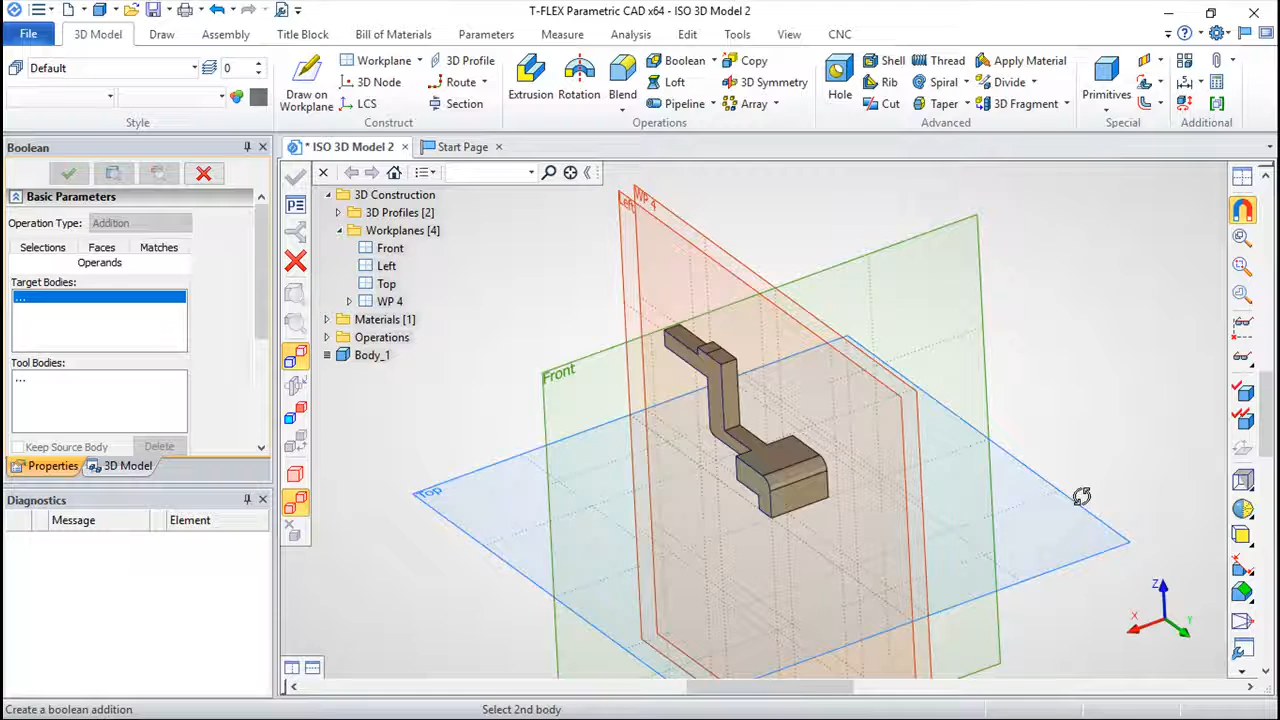 T-FLEX Parametric CAD x64 - ISO 3D Model 2
File 3D Model Draw Assembly Title Block Bill of Materials Parameters Measure Analysis Edit Tools View CNC
Default 0
Style
Draw on Workplane
Workplane
3D Node
LCS
3D Profile
Route
Section
Construct
Extrusion
Rotation
Blend
Boolean
Loft
Pipeline
Copy
3D Symmetry
Array
Operations
Hole
Shell
Rib
Cut
Thread
Spiral
Taper
Apply Material
Divide
3D Fragment
Advanced
Primitives
Special
Additional
Boolean
* ISO 3D Model 2
Start Page
Basic Parameters
Operation Type: Addition
Selections Faces Matches
Operands
Target Bodies:
...
Tool Bodies:
...
Keep Source Body
Delete
Properties
3D Model
Diagnostics
Message Element
3D Construction
3D Profiles [2]
Workplanes [4]
Front
Left
Top
WP 4
Materials [1]
Operations
Body_1
Left
WP 4
Front
Top
Z
X
Y
Create a boolean addition
Select 2nd body